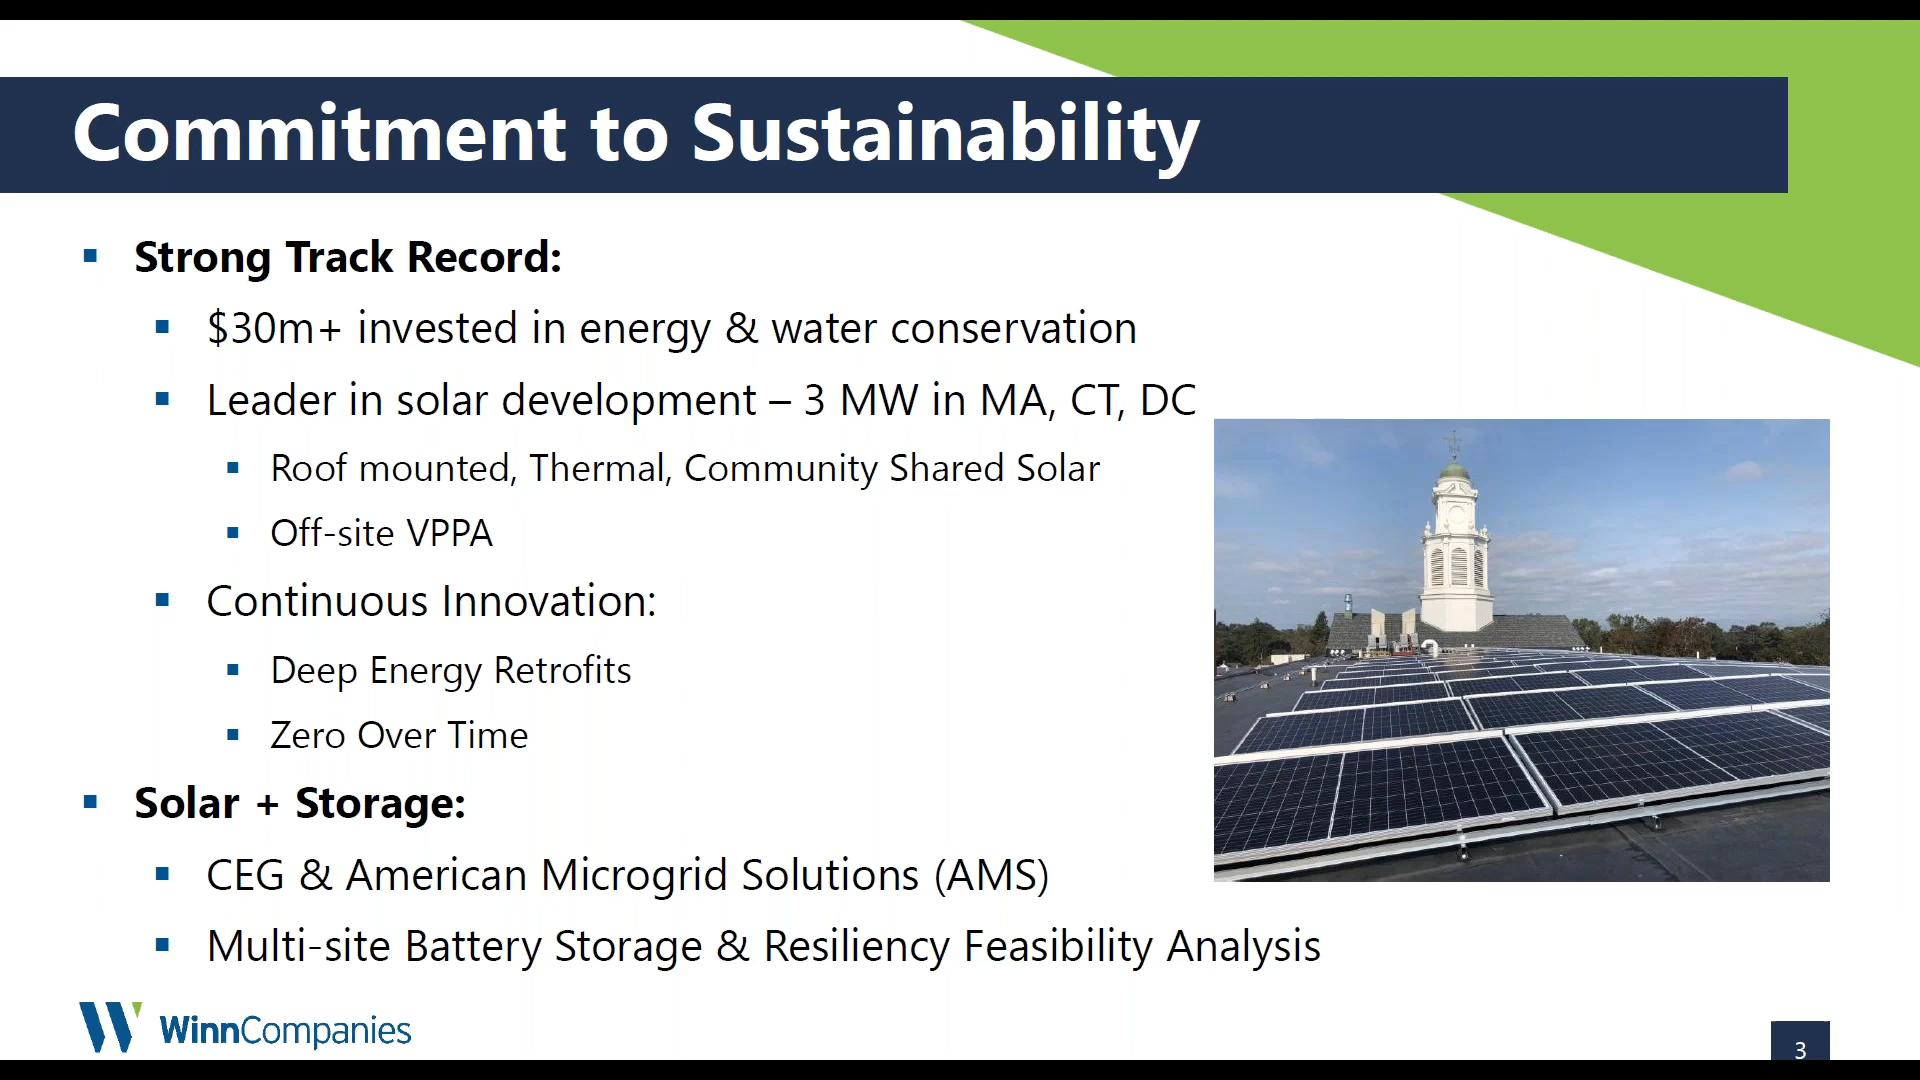 Commitment to Sustainability
Strong Track Record:
$30m+ invested in energy & water conservation
Leader in solar development – 3 MW in MA, CT, DC
Roof mounted, Thermal, Community Shared Solar
Off-site VPPA
Continuous Innovation:
Deep Energy Retrofits
Zero Over Time
Solar + Storage:
CEG & American Microgrid Solutions (AMS)
Multi-site Battery Storage & Resiliency Feasibility Analysis
WinnCompanies
3